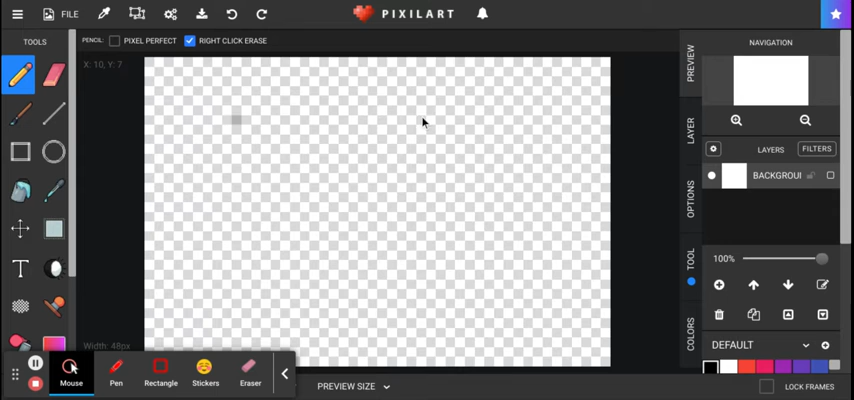 FILE
PIXILART
TOOLS
PENCIL:
PIXEL PERFECT
RIGHT CLICK ERASE
X: 10, Y: 7
Width: 48px
PREVIEW
LAYER
OPTIONS
TOOL
COLORS
NAVIGATION
LAYERS
FILTERS
BACKGROUI
100%
DEFAULT
PREVIEW SIZE
LOCK FRAMES
Mouse
Pen
Rectangle
Stickers
Eraser